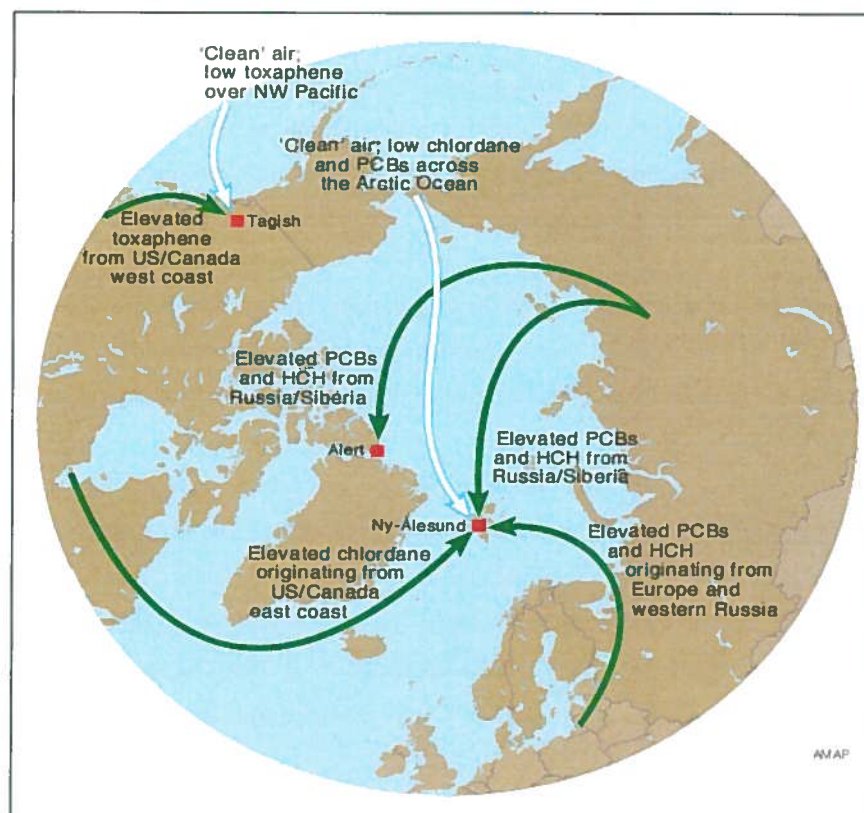 'Clean' air;
low toxaphene
over NW Pacific
'Clean' air; low chlordane
and PCBs across
the Arctic Ocean
Tagish
Elevated
toxaphene
from US/Canada
west coast
Elevated PCBs
and HCH from
Russia/Siberia
Alert
Elevated PCBs
and HCH from
Russia/Siberia
Ny-Ålesund
Elevated chlordane
originating from
US/Canada
east coast
Elevated PCBs
and HCH
originating from
Europe and
western Russia
AMAP